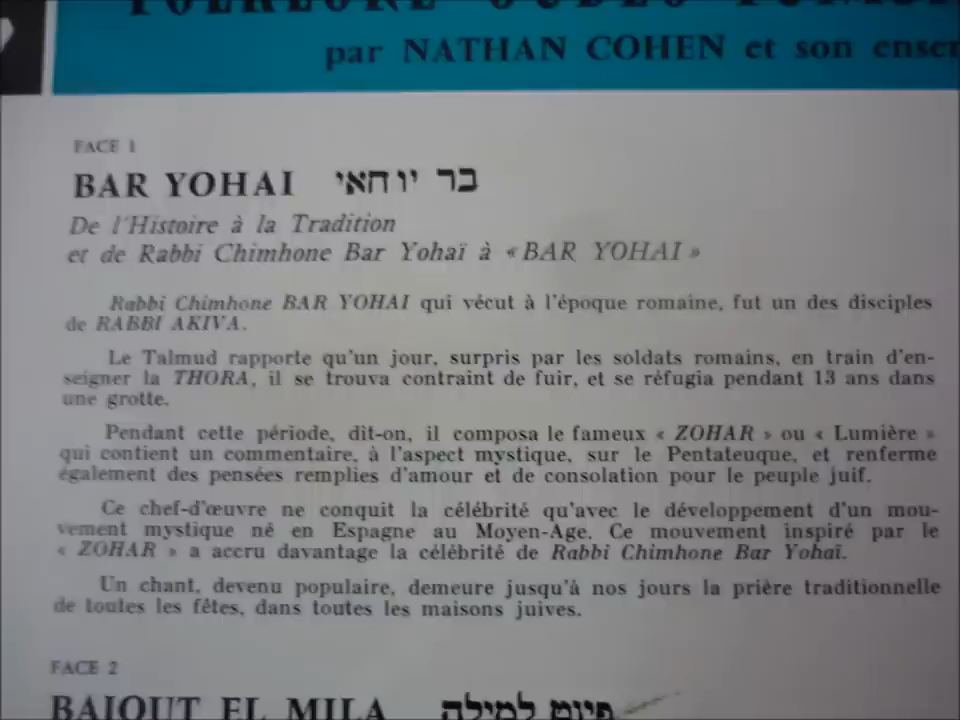 par NATHAN COHEN et son
FACE 1
BAR YOHAI בר יוחאי
De l'Histoire à la Tradition
et de Rabbi Chimhone Bar Yohaï à « BAR YOHAI »
Rabbi Chimhone BAR YOHAI qui vécut à l'époque romaine, fut un des disciples
de RABBI AKIVA.
Le Talmud rapporte qu'un jour, surpris par les soldats romains, en train d'en-
seigner la THORA, il se trouva contraint de fuir, et se réfugia pendant 13 ans dans
une grotte.
Pendant cette période, dit-on, il composa le fameux « ZOHAR » ou « Lumière »
qui contient un commentaire, à l'aspect mystique, sur le Pentateuque, et renferme
également des pensées remplies d'amour et de consolation pour le peuple juif.
Ce chef-d'œuvre ne conquit la célébrité qu'avec le développement d'un mou-
vement mystique né en Espagne au Moyen-Age. Ce mouvement inspiré par le
« ZOHAR » a accru davantage la célébrité de Rabbi Chimhone Bar Yohaï.
Un chant, devenu populaire, demeure jusqu'à nos jours la prière traditionnelle
de toutes les fêtes, dans toutes les maisons juives.
FACE 2
BAIOUT EL MILA פיוט למילה